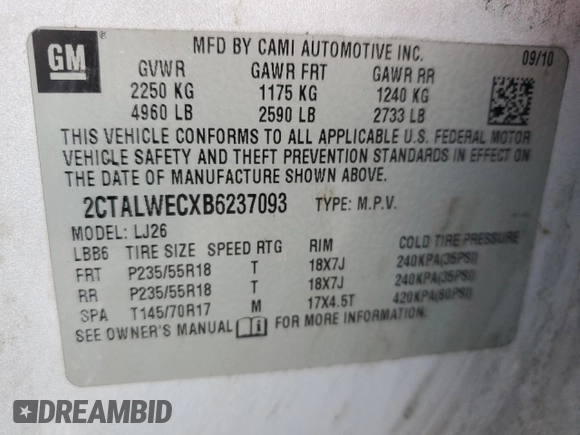 GM
MFD BY CAMI AUTOMOTIVE INC.
09/10
GVWR GAWR FRT GAWR RR
2250 KG 1175 KG 1240 KG
4960 LB 2590 LB 2733 LB
THIS VEHICLE CONFORMS TO ALL APPLICABLE U.S. FEDERAL MOTOR
VEHICLE SAFETY AND THEFT PREVENTION STANDARDS IN EFFECT ON
THE DATE OF MANUFACTURE SHOWN ABOVE.
2CTALWECXB6237093 TYPE: M.P.V.
MODEL: LJ26
LBB6 TIRE SIZE SPEED RTG RIM COLD TIRE PRESSURE
FRT P235/55R18 T 18X7J 240KPA(35PSI)
RR P235/55R18 T 18X7J 240KPA(35PSI)
SPA T145/70R17 M 17X4.5T 420KPA(60PSI)
SEE OWNER'S MANUAL FOR MORE INFORMATION.
DREAMBID